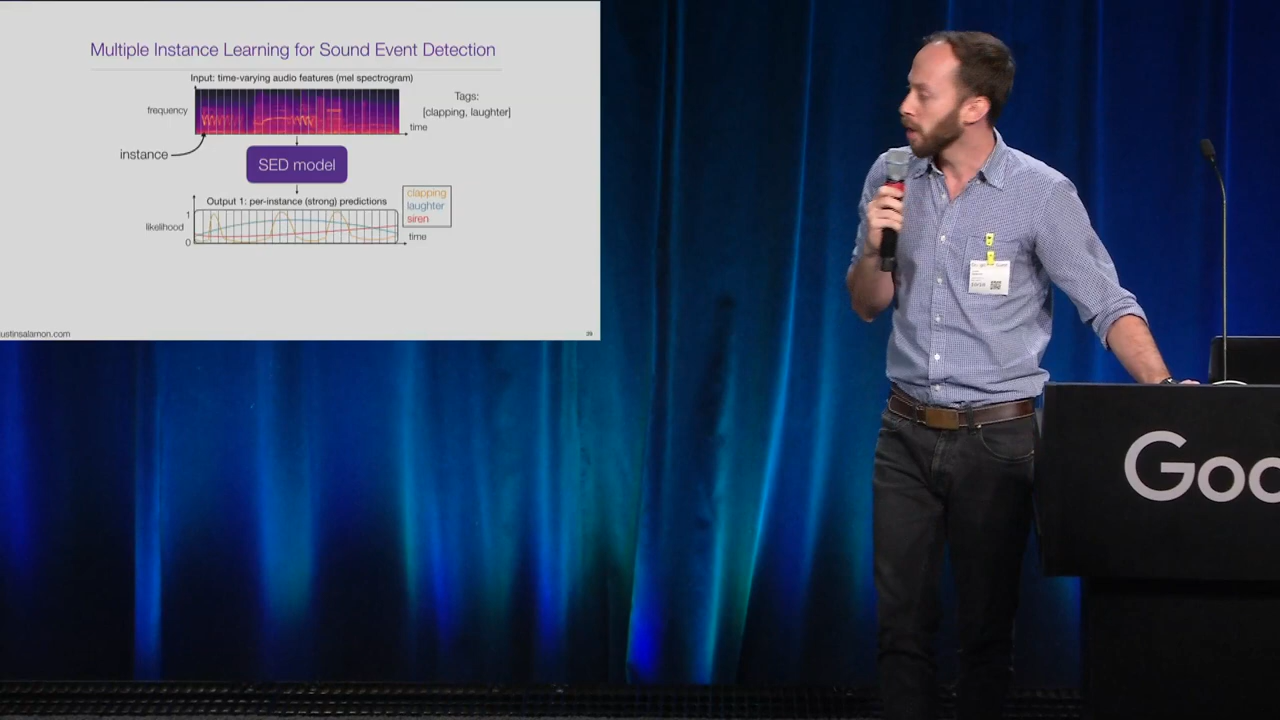 Multiple Instance Learning for Sound Event Detection
Input: time-varying audio features (mel spectrogram)
Tags:
[clapping, laughter]
frequency
time
instance
SED model
Output 1: per-instance (strong) predictions
clapping
laughter
siren
1
likelihood
0
time
ustinsalamon.com
Goo